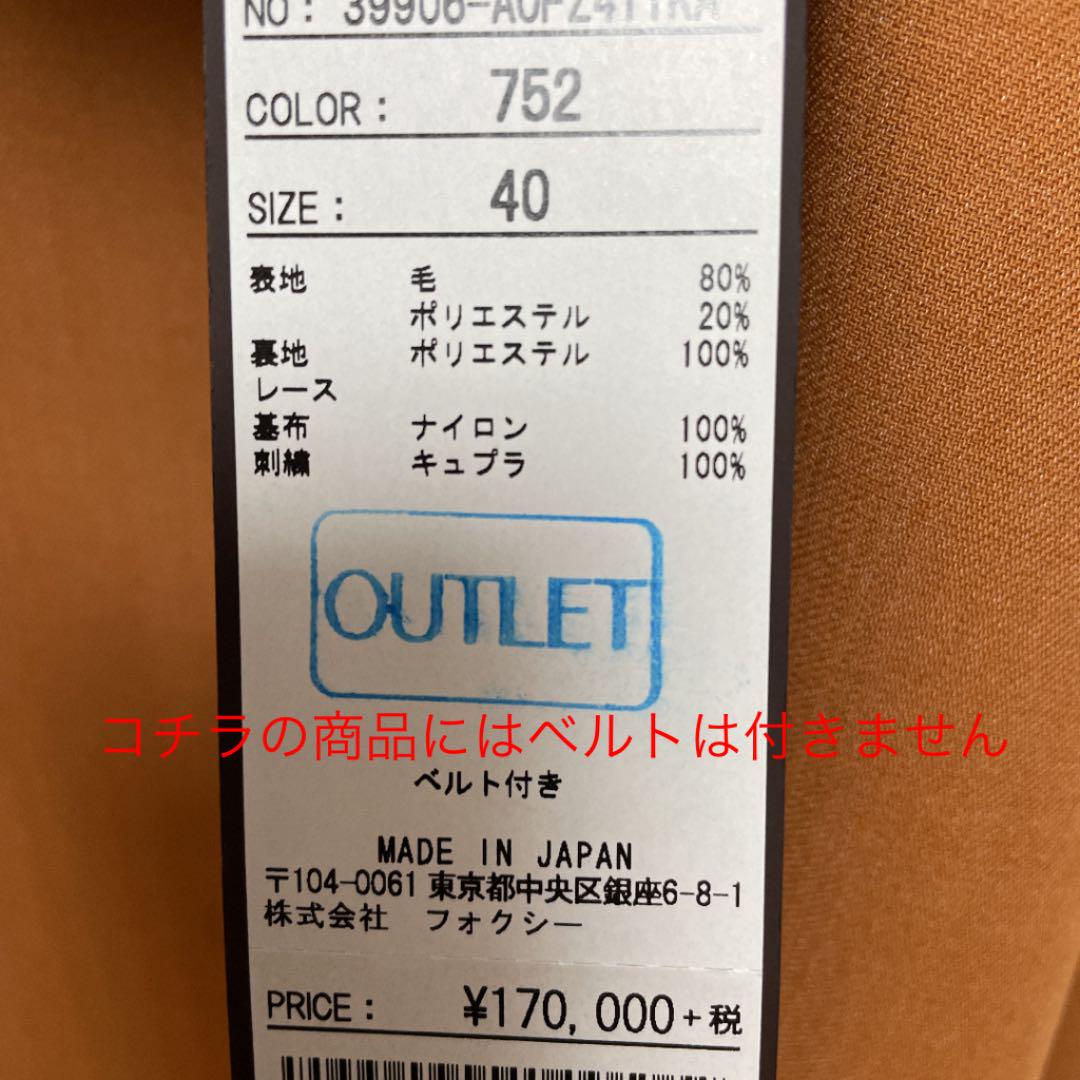 NO : 39906-AOFZ411RA
COLOR : 752
SIZE : 40
表地 毛 80%
ポリエステル 20%
裏地 ポリエステル 100%
レース
基布 ナイロン 100%
刺繍 キュプラ 100%
OUTLET
コチラの商品にはベルトは付きません
ベルト付き
MADE IN JAPAN
〒104-0061 東京都中央区銀座6-8-1
株式会社 フォクシー
PRICE : ¥170,000+税